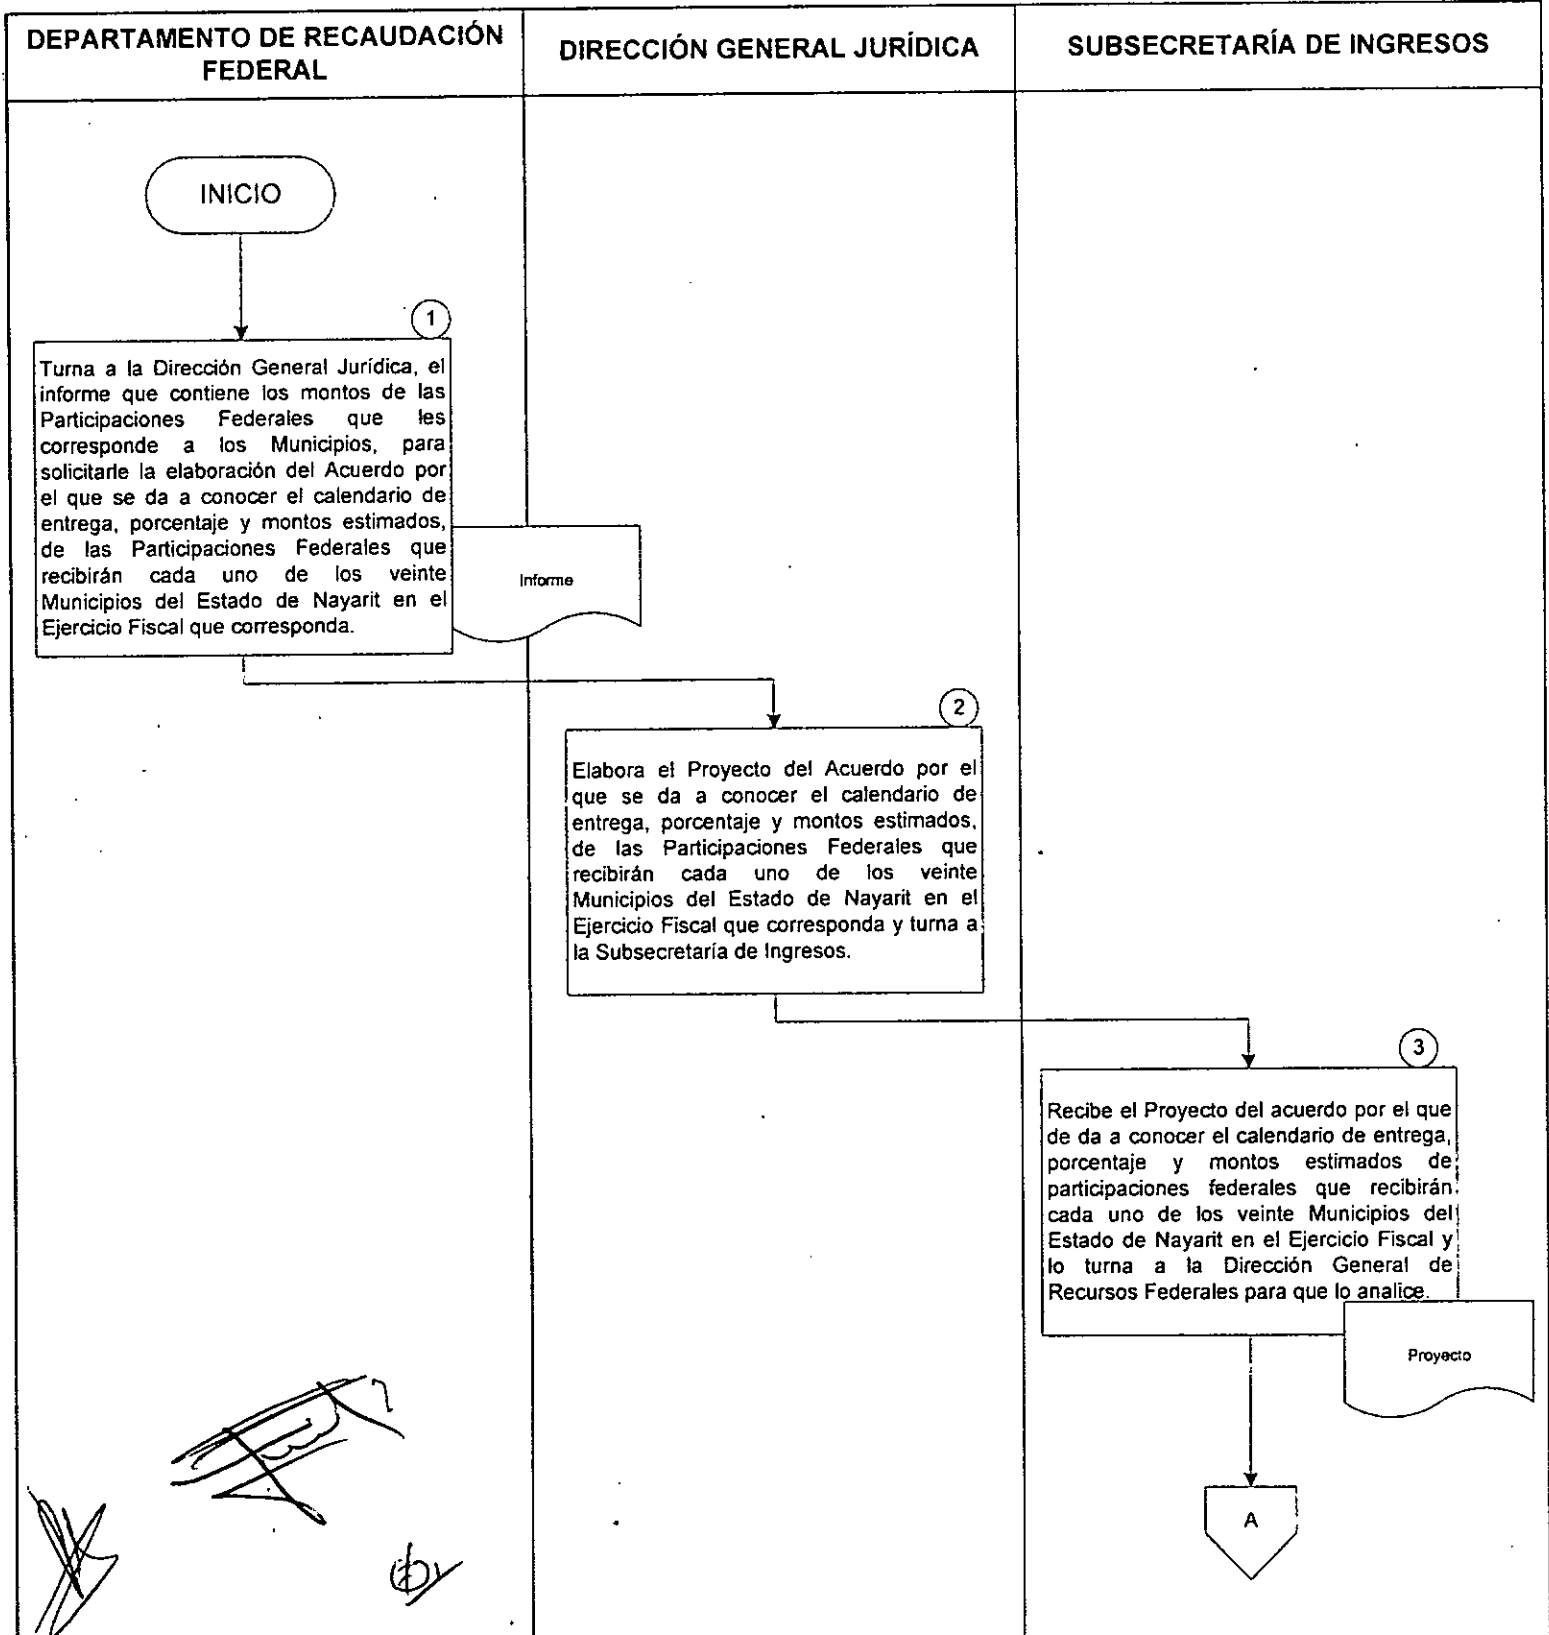 DEPARTAMENTO DE RECAUDACIÓN
FEDERAL
DIRECCIÓN GENERAL JURÍDICA
SUBSECRETARÍA DE INGRESOS
INICIO
1
Turna a la Dirección General Jurídica, el
informe que contiene los montos de las
Participaciones Federales que les
corresponde a los Municipios, para
solicitarle la elaboración del Acuerdo por
el que se da a conocer el calendario de
entrega, porcentaje y montos estimados,
de las Participaciones Federales que
recibirán cada uno de los veinte
Municipios del Estado de Nayarit en el
Ejercicio Fiscal que corresponda.
Informe
2
Elabora el Proyecto del Acuerdo por el
que se da a conocer el calendario de
entrega, porcentaje y montos estimados,
de las Participaciones Federales que
recibirán cada uno de los veinte
Municipios del Estado de Nayarit en el
Ejercicio Fiscal que corresponda y turna a
la Subsecretaría de Ingresos.
3
Recibe el Proyecto del acuerdo por el que
de da a conocer el calendario de entrega,
porcentaje y montos estimados de
participaciones federales que recibirán
cada uno de los veinte Municipios del
Estado de Nayarit en el Ejercicio Fiscal y
lo turna a la Dirección General de
Recursos Federales para que lo analice.
Proyecto
A